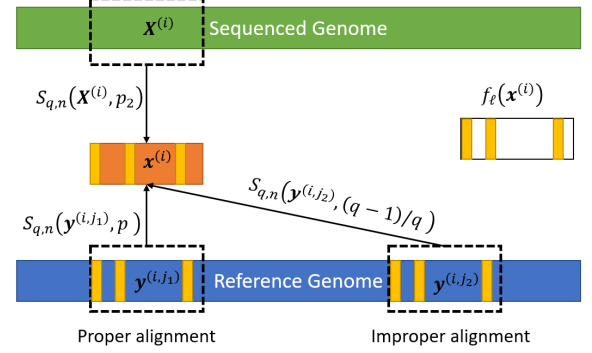 X^(i) Sequenced Genome
S_{q,n}(X^(i), p_2)
f_ℓ(x^(i))
x^(i)
S_{q,n}(y^(i,j_2), (q − 1)/q)
S_{q,n}(y^(i,j_1), p)
y^(i,j_1) Reference Genome y^(i,j_2)
Proper alignment Improper alignment